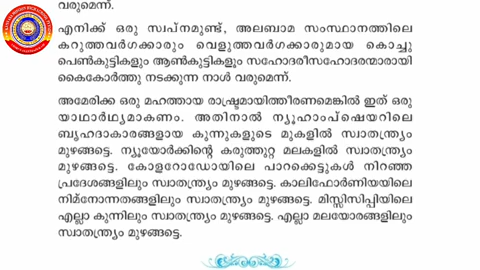 വരുമെന്ന്.
എനിക്ക് ഒരു സ്വപ്നമുണ്ട്, അലബാമ സംസ്ഥാനത്തിലെ
കറുത്തവർഗക്കാരും വെളുത്തവർഗക്കാരുമായ കൊച്ചു
പെൺകുട്ടികളും ആൺകുട്ടികളും സഹോദരീസഹോദരന്മാരായി
കൈകോർത്തു നടക്കുന്ന നാൾ വരുമെന്ന്.
അമേരിക്ക ഒരു മഹത്തായ രാഷ്ട്രമായിത്തീരണമെങ്കിൽ ഇത് ഒരു
യാഥാർഥ്യമാകണം. അതിനാൽ ന്യൂഹാംപ്ഷെയറിലെ
ബൃഹദാകാരങ്ങളായ കുന്നുകളുടെ മുകളിൽ സ്വാതന്ത്ര്യം
മുഴങ്ങട്ടെ. ന്യൂയോർക്കിന്റെ കരുത്തുറ്റ മലകളിൽ സ്വാതന്ത്ര്യം
മുഴങ്ങട്ടെ. കോളറോഡോയിലെ പാറക്കെട്ടുകൾ നിറഞ്ഞ
പ്രദേശങ്ങളിലും സ്വാതന്ത്ര്യം മുഴങ്ങട്ടെ. കാലിഫോർണിയയിലെ
നിമ്നോന്നതങ്ങളിലും സ്വാതന്ത്ര്യം മുഴങ്ങട്ടെ. മിസ്സിസിപ്പിയിലെ
എല്ലാ കുന്നിലും സ്വാതന്ത്ര്യം മുഴങ്ങട്ടെ. എല്ലാ മലയോരങ്ങളിലും
സ്വാതന്ത്ര്യം മുഴങ്ങട്ടെ.